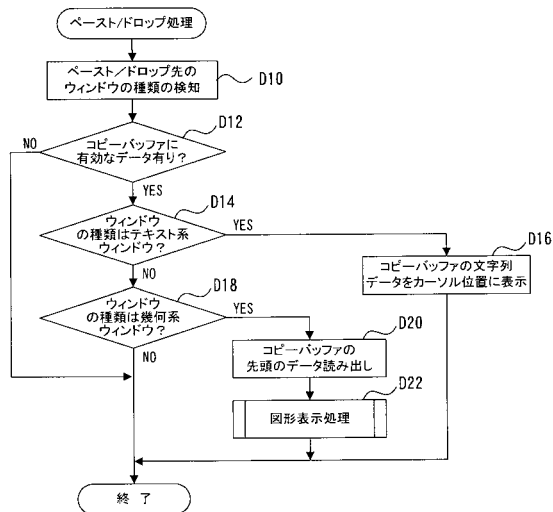 ペースト/ドロップ処理
ペースト/ドロップ先の
ウィンドウの種類の検知
D10
コピーバッファに
有効なデータ有り？
D12
NO
YES
ウィンドウ
の種類はテキスト系
ウィンドウ？
D14
YES
NO
コピーバッファの文字列
データをカーソル位置に表示
D16
ウィンドウ
の種類は幾何系
ウィンドウ？
D18
YES
NO
コピーバッファの
先頭のデータ読み出し
D20
図形表示処理
D22
終了